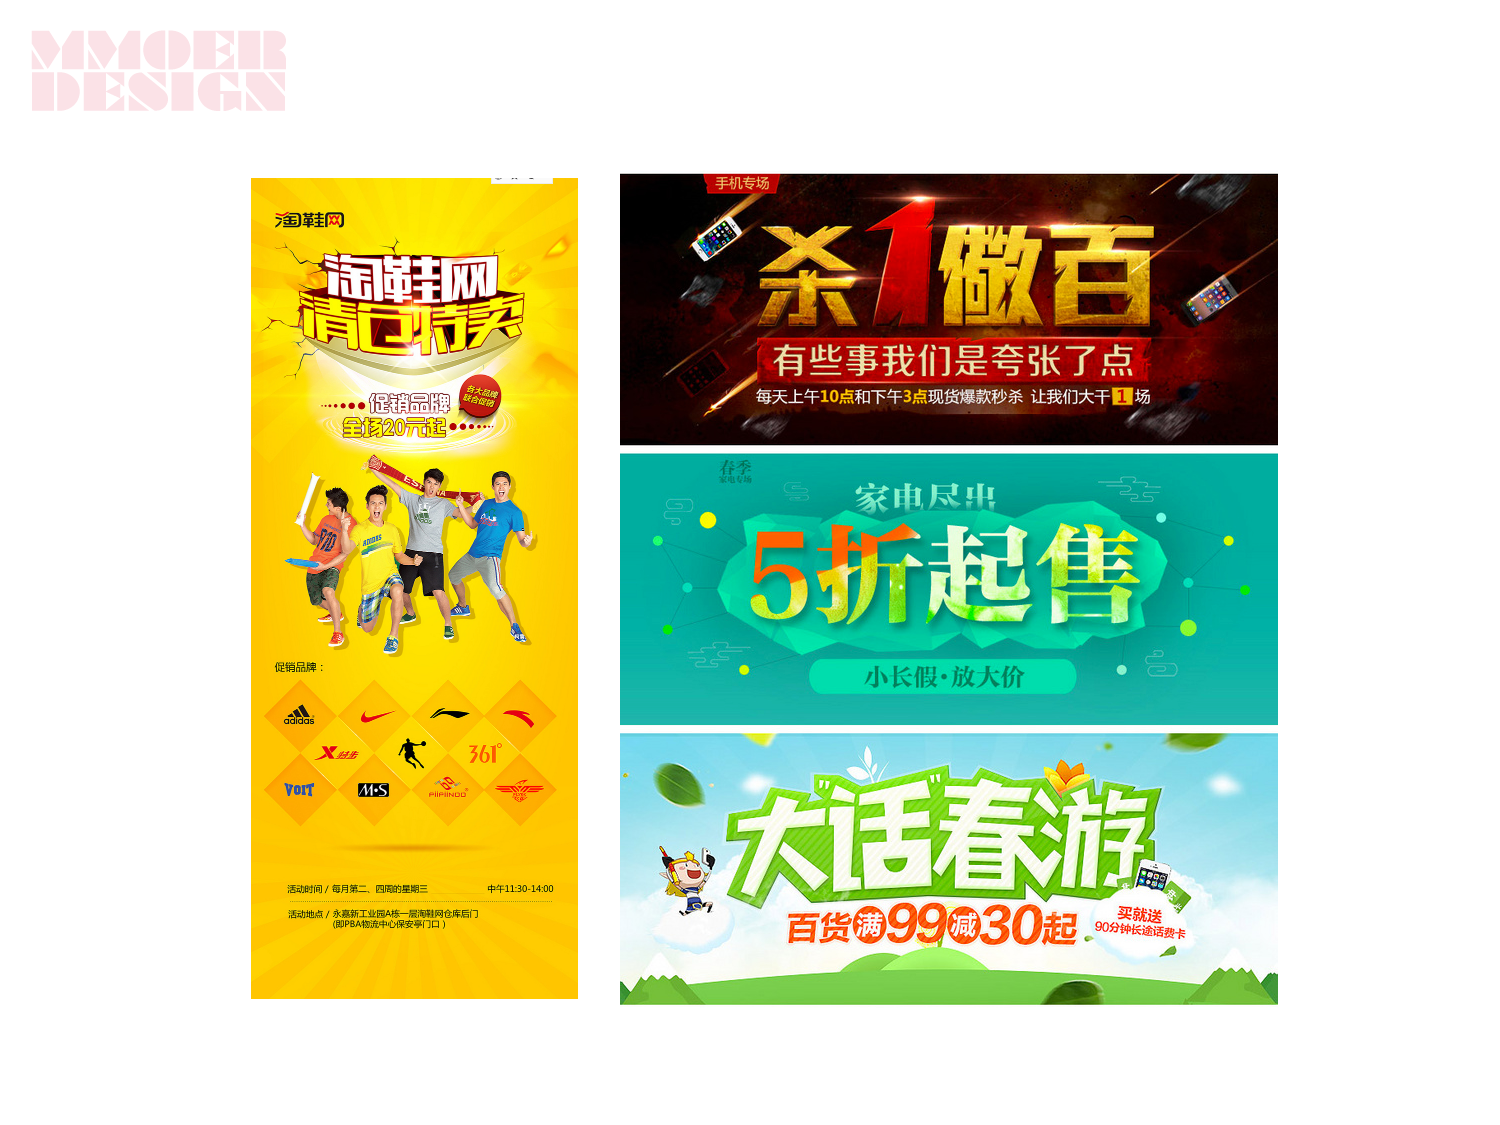 MMOER
DESIGN
淘鞋网
淘鞋网
清仓特卖
各大品牌
联合促销
促销品牌
全场20元起
ADIDAS
促销品牌：
adidas
X特步
361°
VOIT
M·S
活动时间 / 每月第二、四周的星期三 中午11:30-14:00
活动地点 / 永嘉新工业园A栋一层淘鞋网仓库后门
(即PBA物流中心保安亭门口 )
手机专场
杀1儆百
有些事我们是夸张了点
每天上午10点和下午3点现货爆款秒杀 让我们大干1场
春季
家电专场
家电尽出
5折起售
小长假·放大价
大"话"春游
百货满99减30起
买就送
90分钟长途话费卡